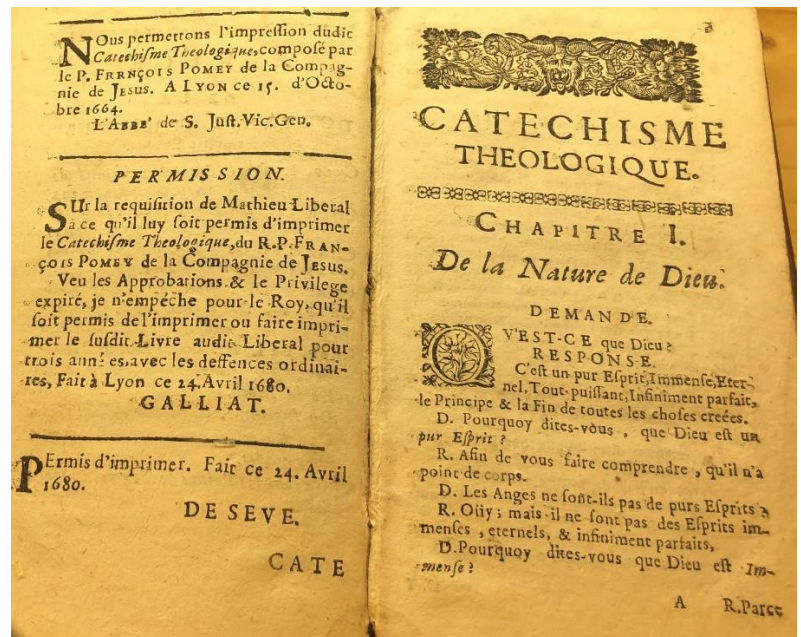 NOus permettons l'impreſſion dudit
Catechiſme Theologique, compoſé par
le P. FRANÇOIS POMEY de la Compag-
nie de JESUS. A LYON ce 15. d'Octo-
bre 1664.
L'ABBE' de S. Juſt. Vic. Gen.
PERMISSION.
SUr la requiſition de Mathieu Liberal
à ce qu'il luy ſoit permis d'imprimer
le Catechiſme Theologique, du R. P. FRAN-
ÇOIS POMEY de la Compagnie de JESUS.
Veu les Approbations & le Privilege
expiré, je n'empéche pour le Roy, qu'il
ſoit permis de l'imprimer ou faire impri-
mer le ſuſdit Livre audit Liberal pour
trois années, avec les deffences ordinai-
res, Fait à Lyon ce 24. Avril 1680.
GALLIAT.
PErmis d'imprimer. Fait ce 24. Avril
1680.
DE SEVE.
CATE
3
CATECHISME
THEOLOGIQUE.
CHAPITRE I.
De la Nature de Dieu.
DEMANDE.
QV'EST-CE que Dieu?
RESPONSE.
C'eſt un pur Eſprit, Immenſe, Eter-
nel, Tout-puiſſant, Infiniment parfait,
le Principe & la Fin de toutes les choſes creées.
D. Pourquoy dites-vous, que Dieu eſt un
pur Eſprit?
R. Afin de vous faire comprendre, qu'il n'a
point de corps.
D. Les Anges ne ſont-ils pas de purs Eſprits?
R. Oüy; mais il ne ſont pas des Eſprits im-
menſes, eternels, & infiniment parfaits,
D. Pourquoy dites-vous que Dieu eſt Im-
menſe?
A R. Parce